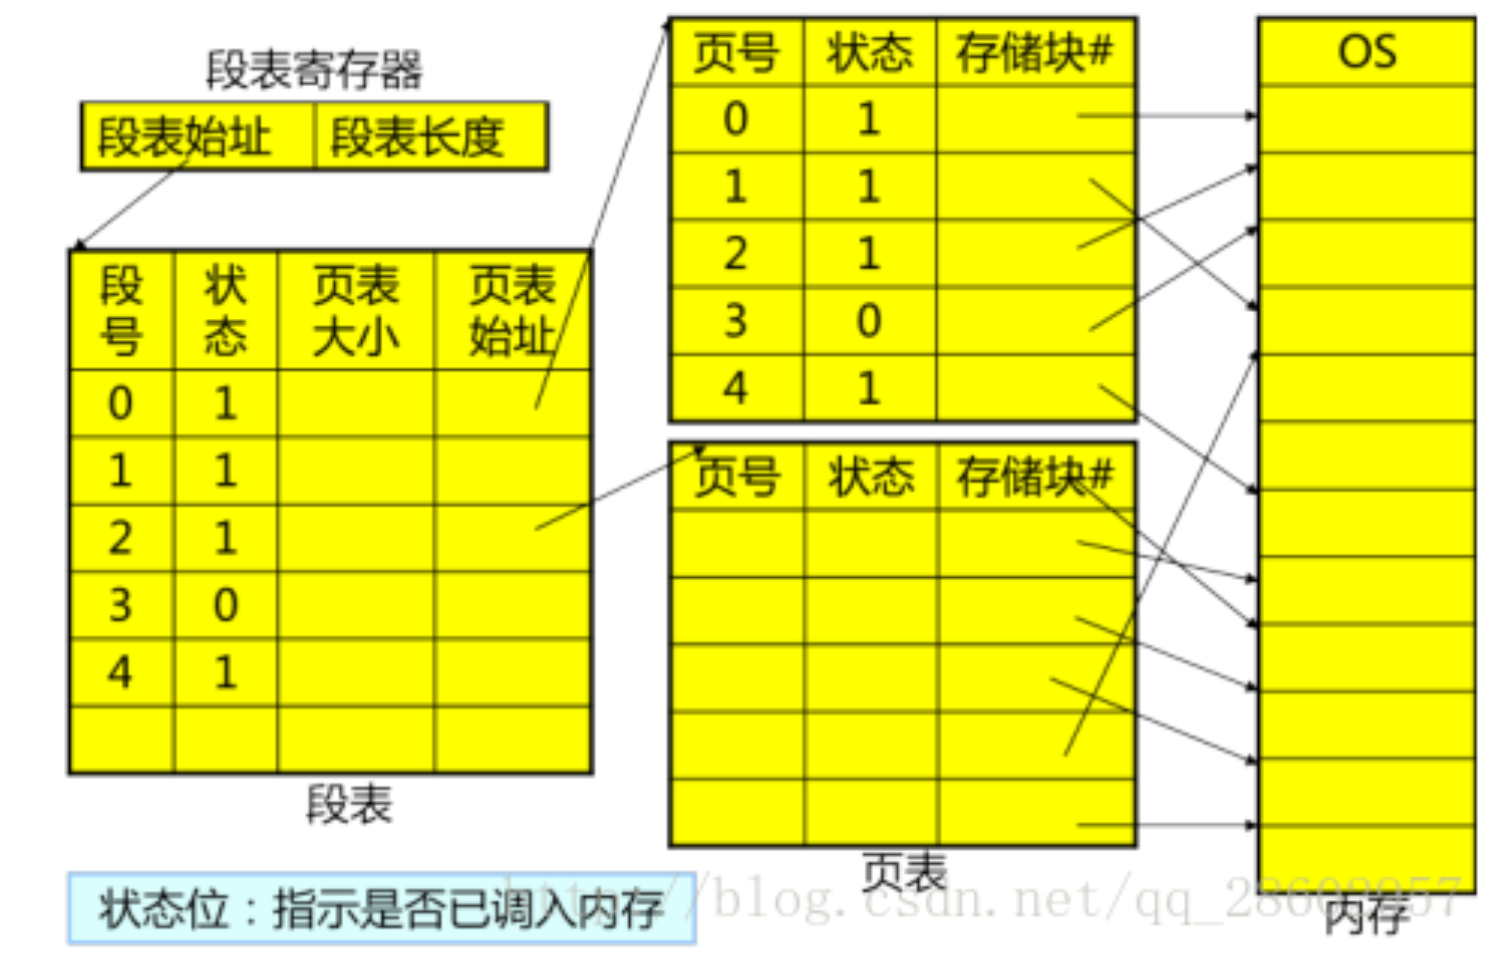 段表寄存器
段表始址 段表长度
段号 状态 页表大小 页表始址
0 1
1 1
2 1
3 0
4 1
段表
页号 状态 存储块#
0 1
1 1
2 1
3 0
4 1
页号 状态 存储块#
页表
OS
内存
状态位：指示是否已调入内存
http://blog.csdn.net/qq_28602957